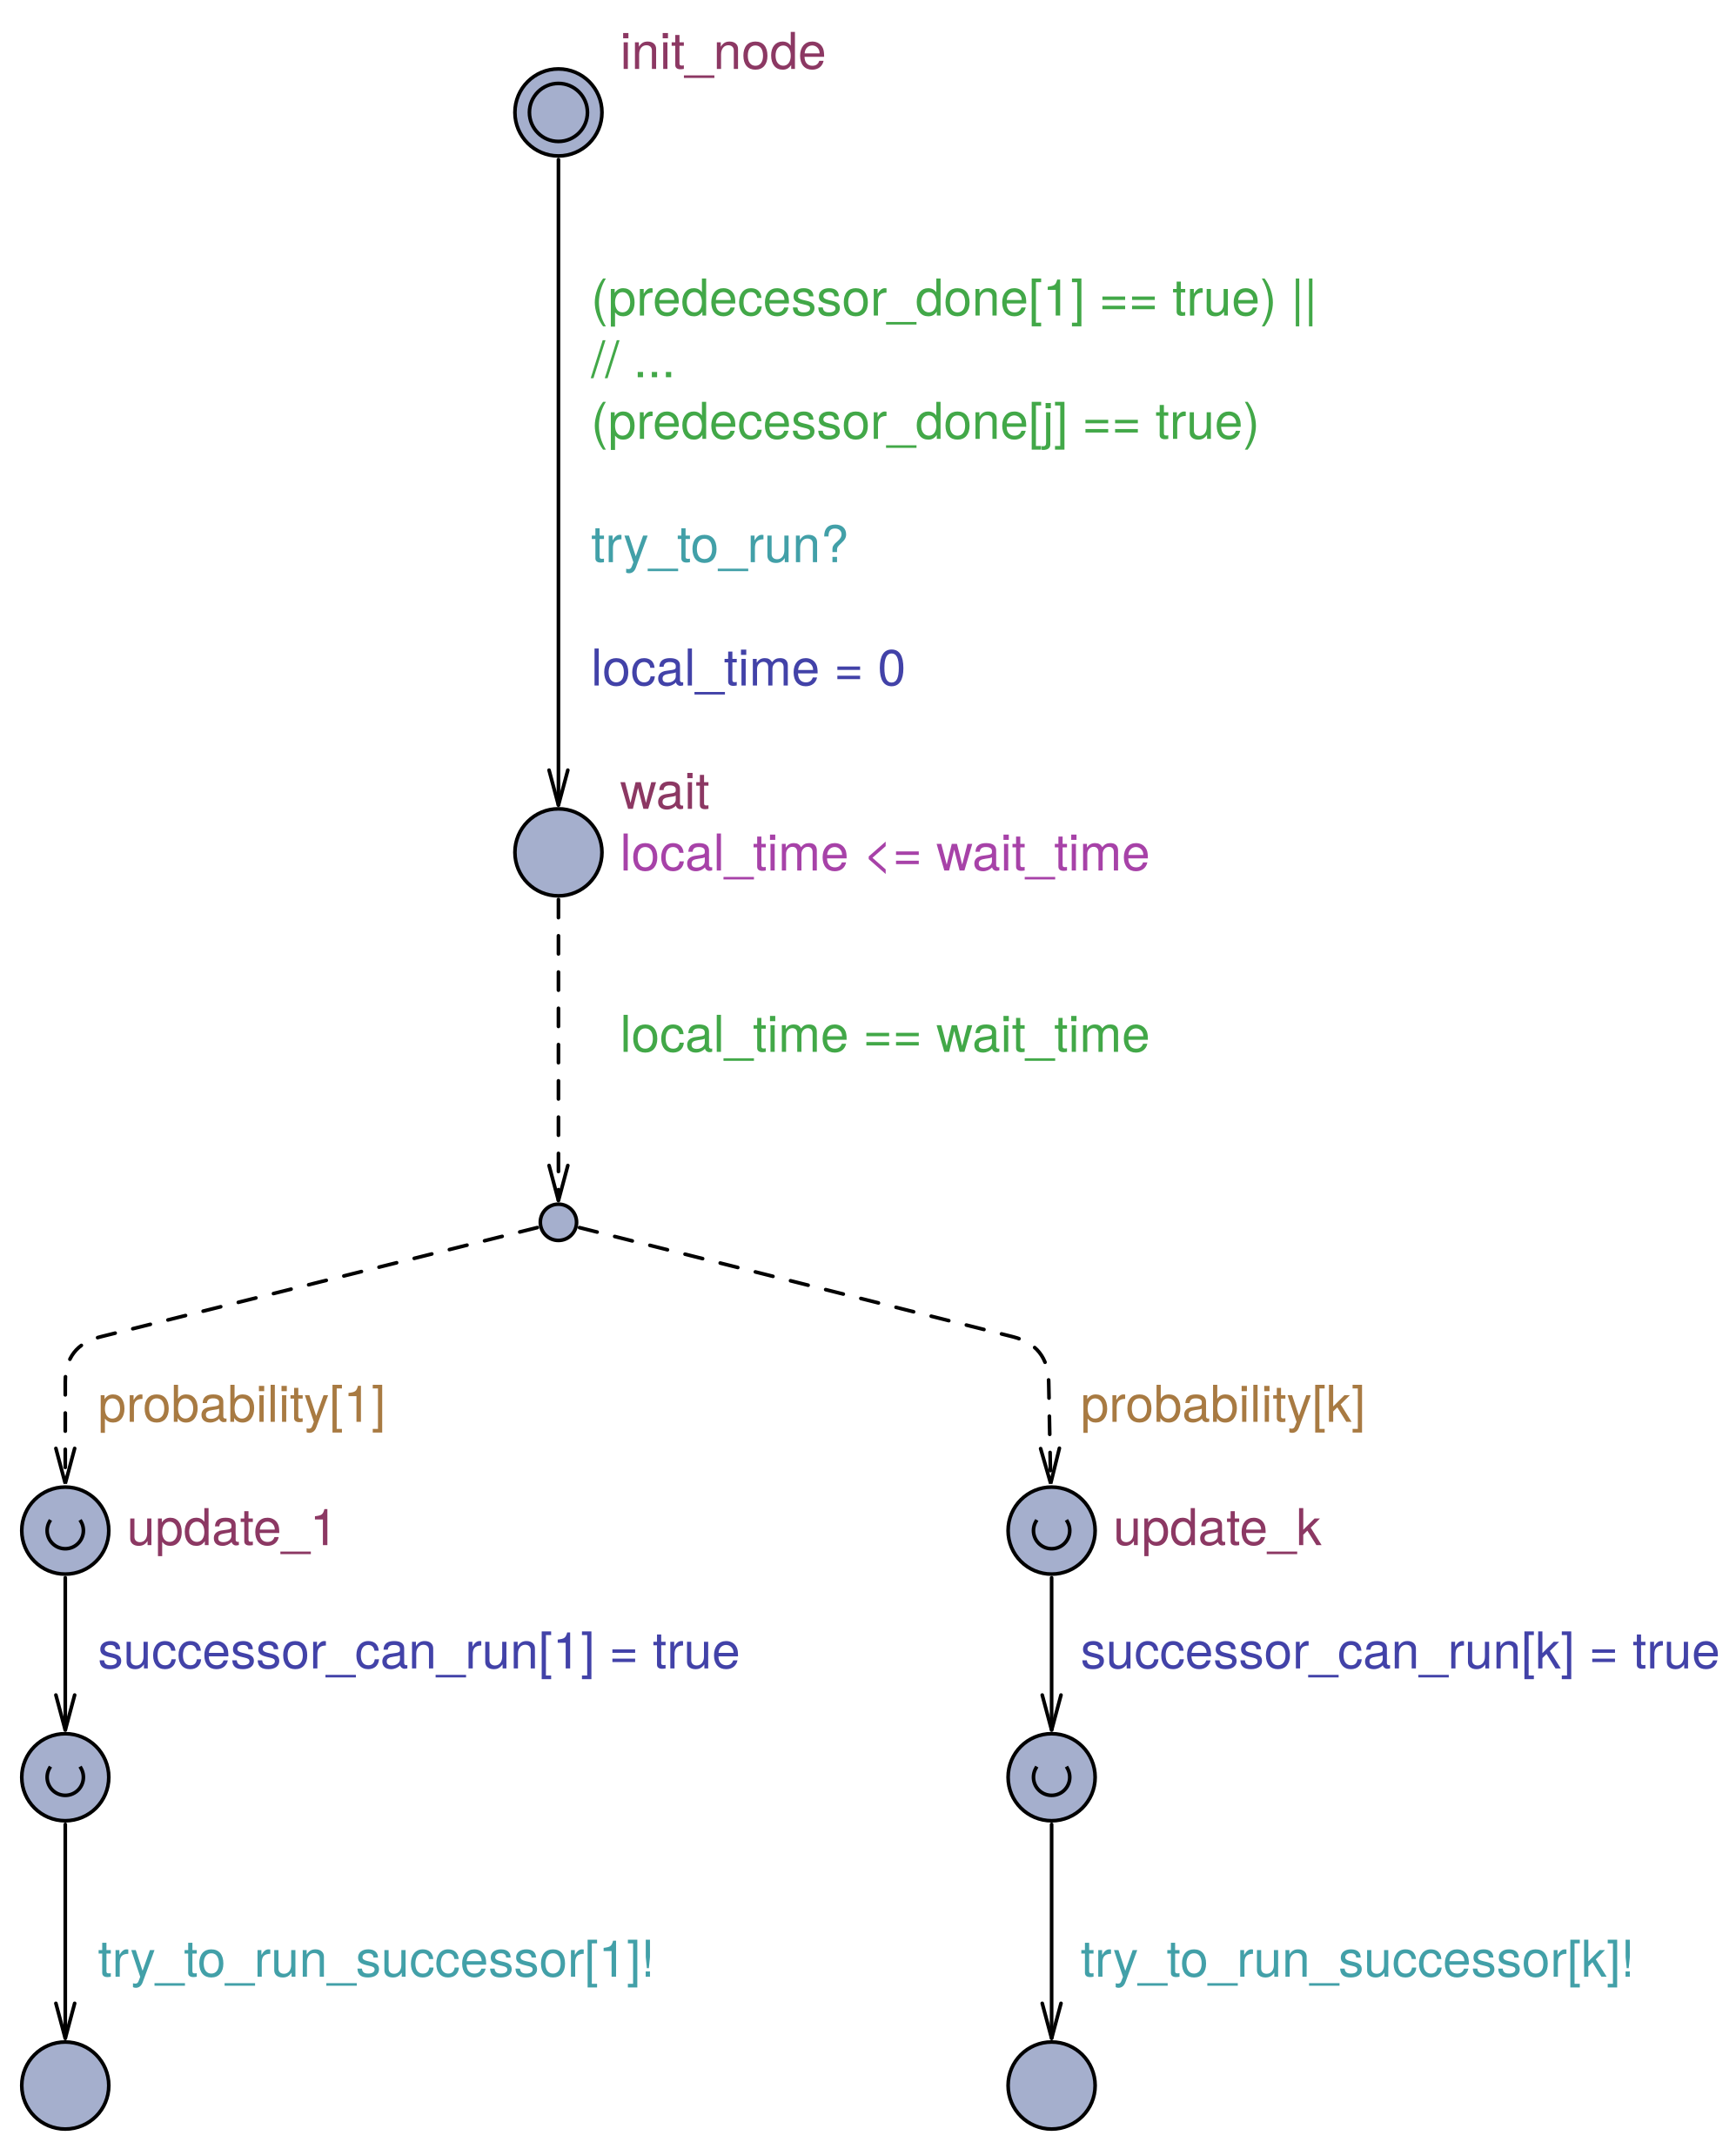 init_node
(predecessor_done[1] == true) ||
// ...
(predecessor_done[j] == true)
try_to_run?
local_time = 0
wait
local_time <= wait_time
local_time == wait_time
probability[1]
probability[k]
update_1
update_k
successor_can_run[1] = true
successor_can_run[k] = true
try_to_run_successor[1]!
try_to_run_successor[k]!